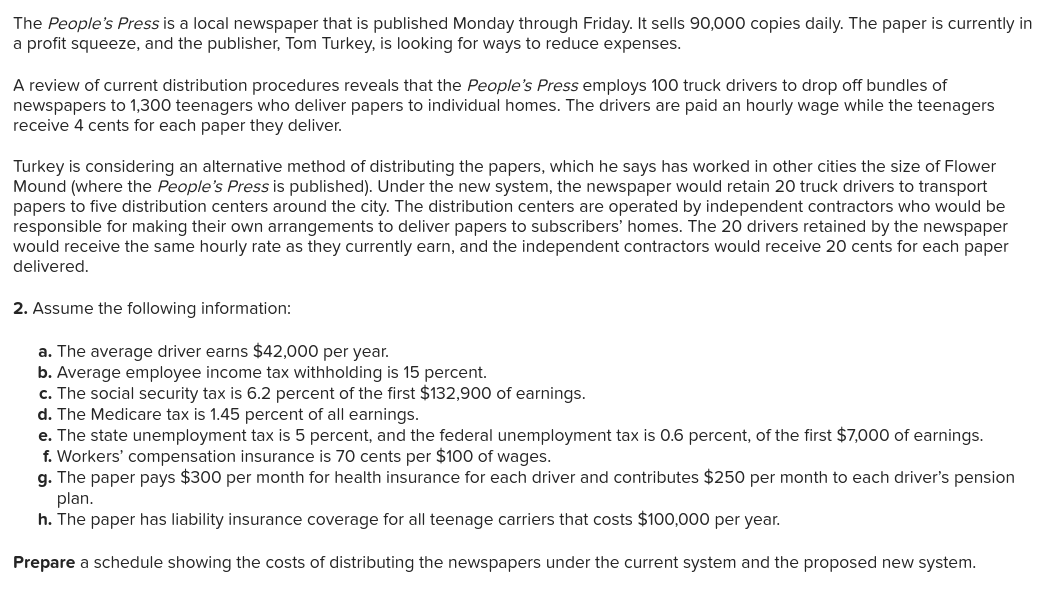 The People's Press is a local newspaper that is published Monday through Friday. It sells 90,000 copies daily. The paper is currently in
a profit squeeze, and the publisher, Tom Turkey, is looking for ways to reduce expenses.
A review of current distribution procedures reveals that the People's Press employs 100 truck drivers to drop off bundles of
newspapers to 1,300 teenagers who deliver papers to individual homes. The drivers are paid an hourly wage while the teenagers
receive 4 cents for each paper they deliver.
Turkey is considering an alternative method of distributing the papers, which he says has worked in other cities the size of Flower
Mound (where the People's Press is published). Under the new system, the newspaper would retain 20 truck drivers to transport
papers to five distribution centers around the city. The distribution centers are operated by independent contractors who would be
responsible for making their own arrangements to deliver papers to subscribers' homes. The 20 drivers retained by the newspaper
would receive the same hourly rate as they currently earn, and the independent contractors would receive 20 cents for each paper
delivered.
2. Assume the following information:
a. The average driver earns $42,000 per year.
b. Average employee income tax withholding is 15 percent.
c. The social security tax is 6.2 percent of the first $132,900 of earnings.
d. The Medicare tax is 1.45 percent of all earnings.
e. The state unemployment tax is 5 percent, and the federal unemployment tax is 0.6 percent, of the first $7,000 of earnings.
f. Workers' compensation insurance is 70 cents per $100 of wages.
g. The paper pays $300 per month for health insurance for each driver and contributes $250 per month to each driver's pension
plan.
h. The paper has liability insurance coverage for all teenage carriers that costs $100,000 per year.
Prepare a schedule showing the costs of distributing the newspapers under the current system and the proposed new system.